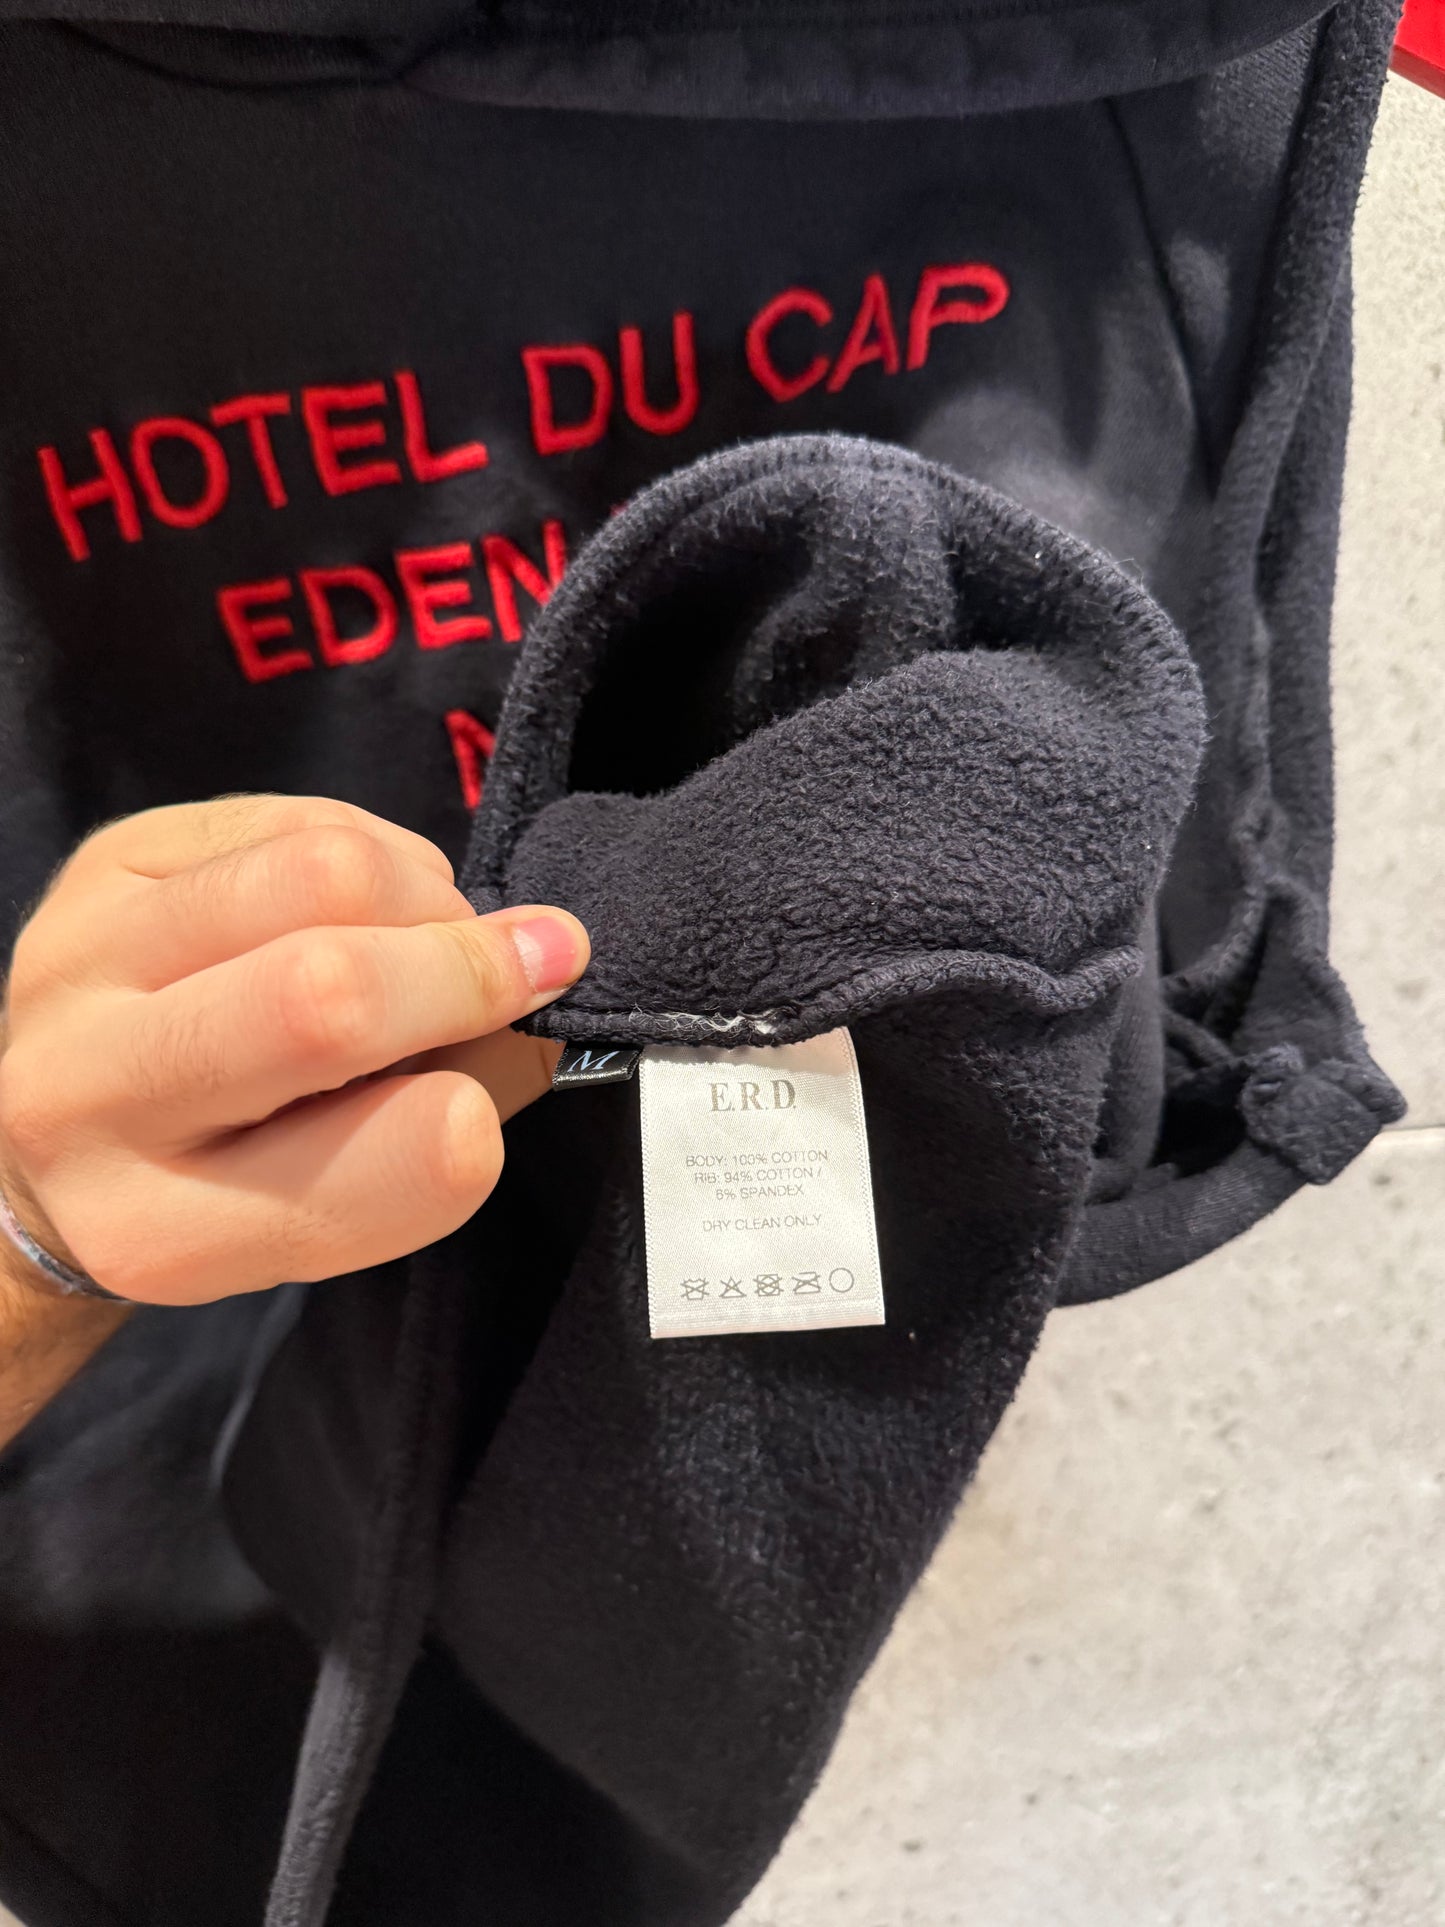 HOTEL DU CAP
EDEN
M
E.R.D.
BODY: 100% COTTON
RIB: 94% COTTON /
6% SPANDEX
DRY CLEAN ONLY